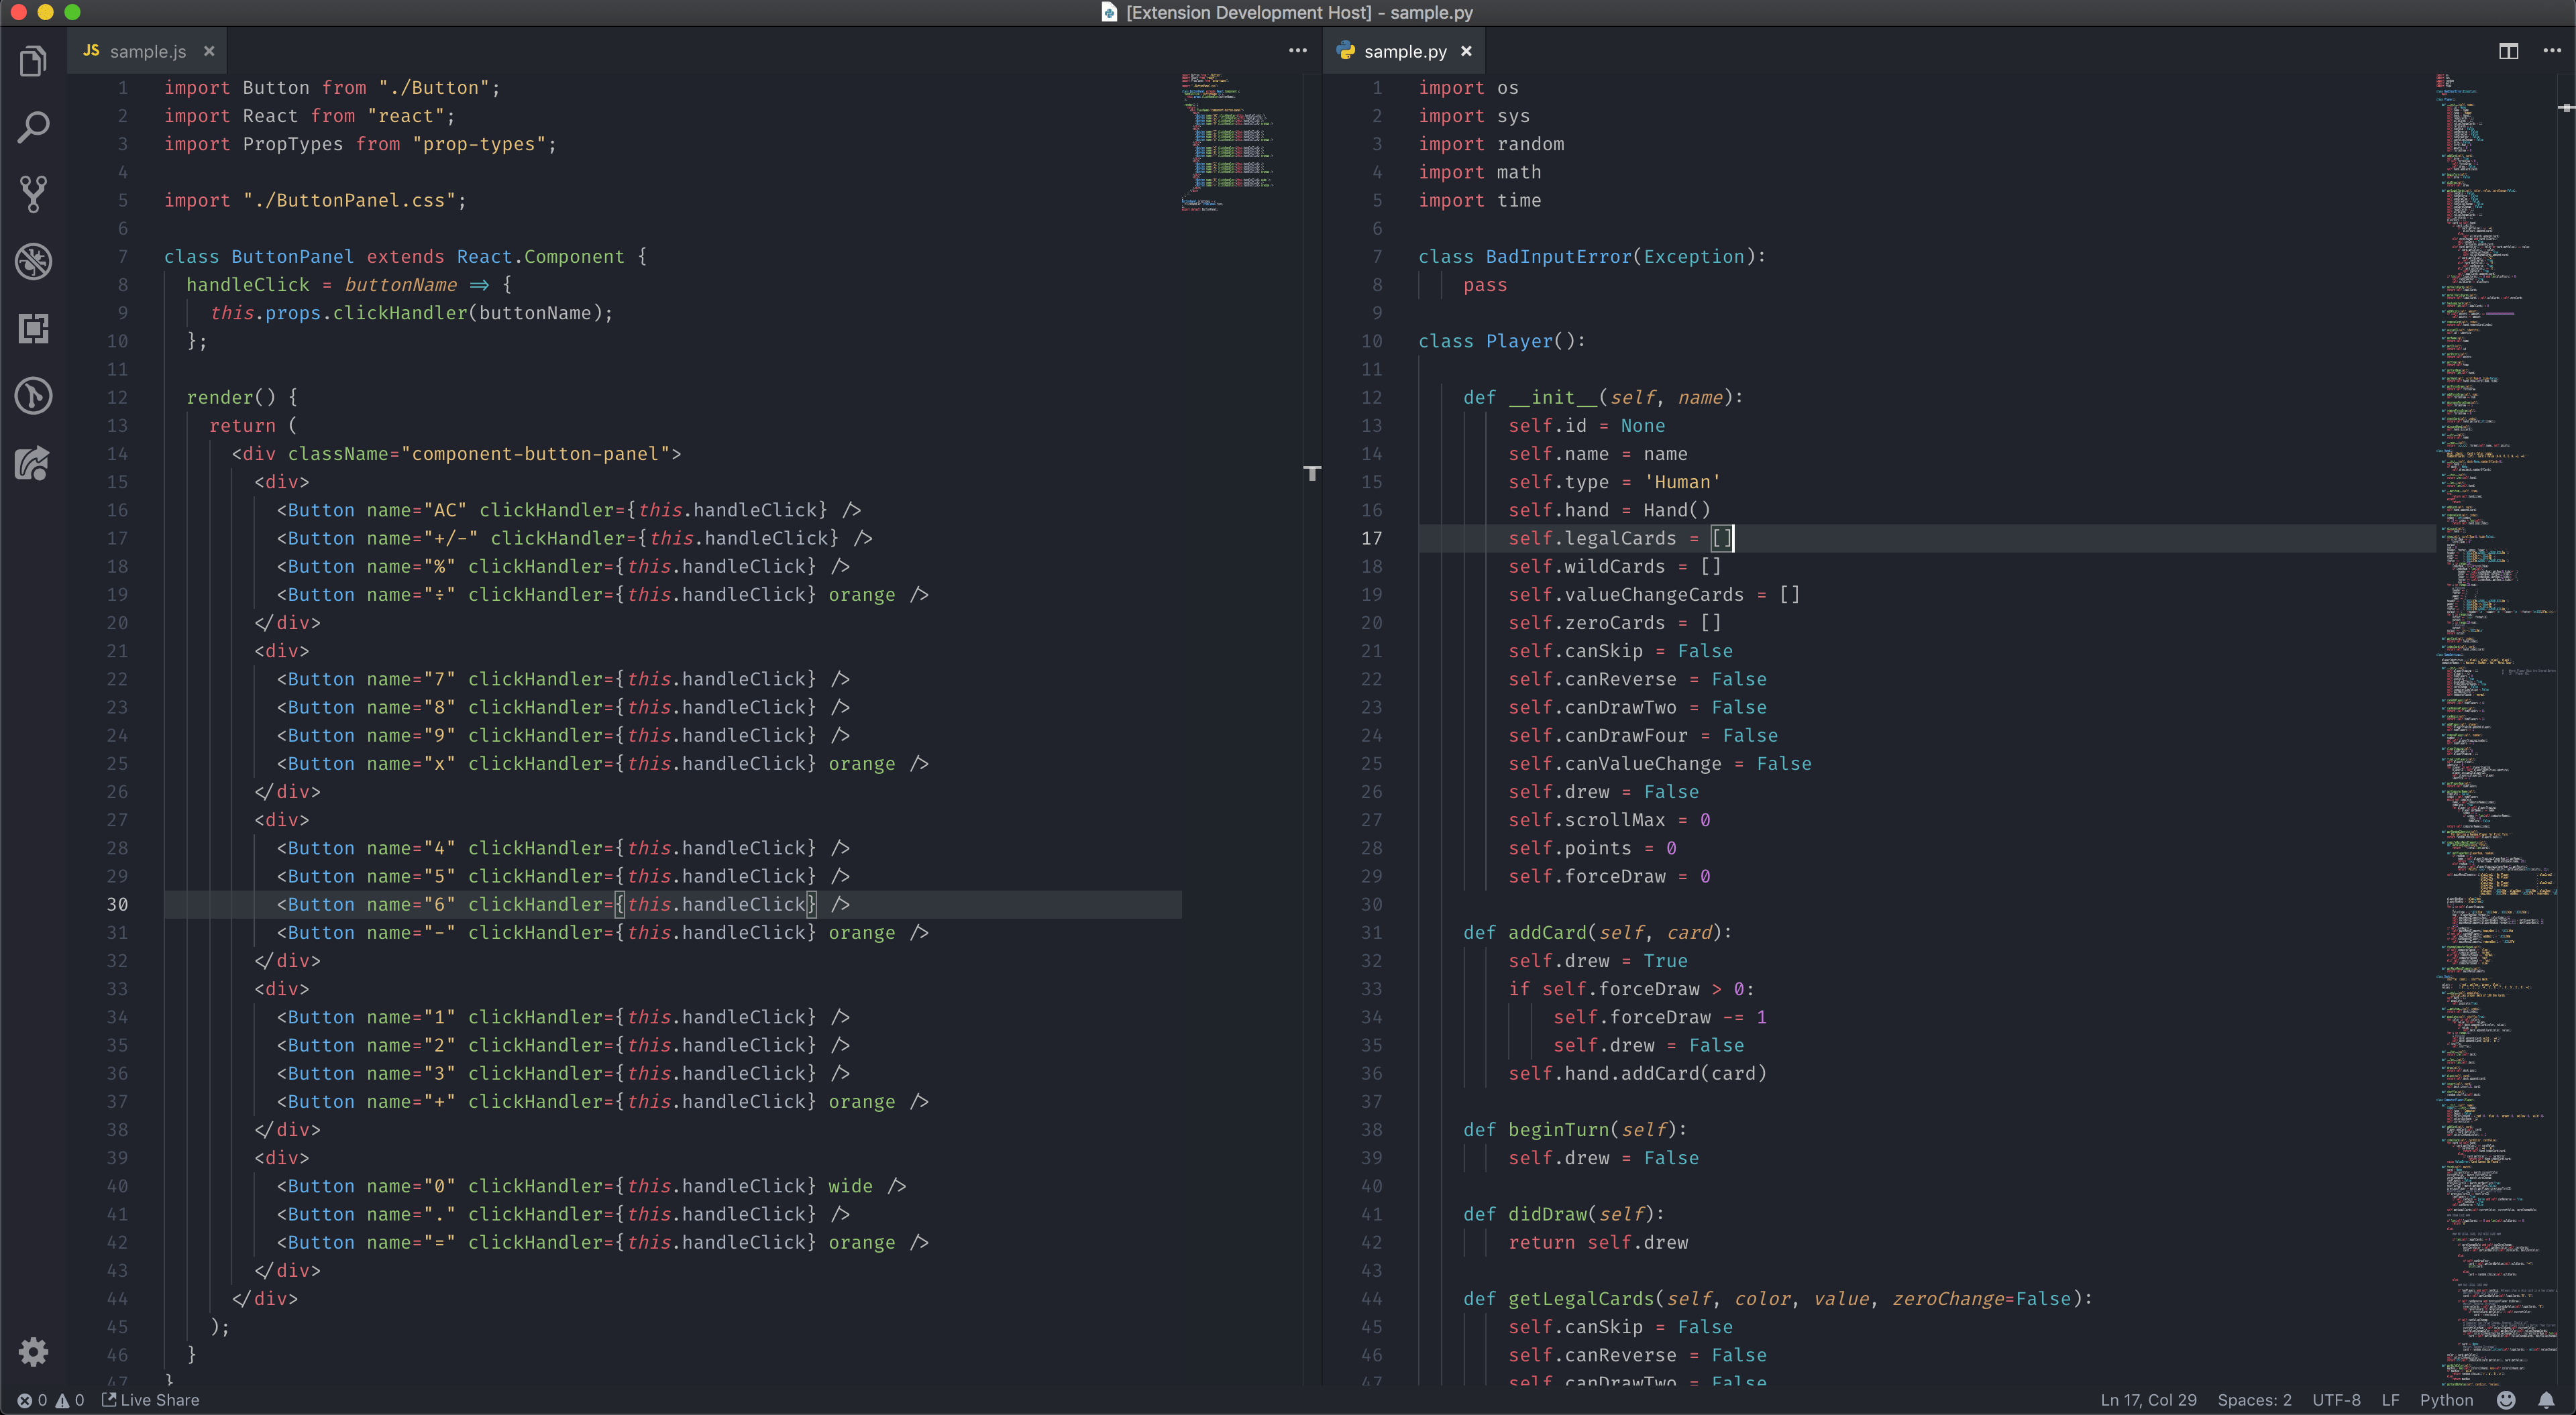 [Extension Development Host] - sample.py
JS sample.js
1 import Button from "./Button";
2 import React from "react";
3 import PropTypes from "prop-types";
4
5 import "./ButtonPanel.css";
6
7 class ButtonPanel extends React.Component {
8 handleClick = buttonName => {
9 this.props.clickHandler(buttonName);
10 };
11
12 render() {
13 return (
14 <div className="component-button-panel">
15 <div>
16 <Button name="AC" clickHandler={this.handleClick} />
17 <Button name="+/-" clickHandler={this.handleClick} />
18 <Button name="%" clickHandler={this.handleClick} />
19 <Button name="÷" clickHandler={this.handleClick} orange />
20 </div>
21 <div>
22 <Button name="7" clickHandler={this.handleClick} />
23 <Button name="8" clickHandler={this.handleClick} />
24 <Button name="9" clickHandler={this.handleClick} />
25 <Button name="x" clickHandler={this.handleClick} orange />
26 </div>
27 <div>
28 <Button name="4" clickHandler={this.handleClick} />
29 <Button name="5" clickHandler={this.handleClick} />
30 <Button name="6" clickHandler={this.handleClick} />
31 <Button name="-" clickHandler={this.handleClick} orange />
32 </div>
33 <div>
34 <Button name="1" clickHandler={this.handleClick} />
35 <Button name="2" clickHandler={this.handleClick} />
36 <Button name="3" clickHandler={this.handleClick} />
37 <Button name="+" clickHandler={this.handleClick} orange />
38 </div>
39 <div>
40 <Button name="0" clickHandler={this.handleClick} wide />
41 <Button name="." clickHandler={this.handleClick} />
42 <Button name="=" clickHandler={this.handleClick} orange />
43 </div>
44 </div>
45 );
46 }
47 }
sample.py
1 import os
2 import sys
3 import random
4 import math
5 import time
6
7 class BadInputError(Exception):
8 pass
9
10 class Player():
11
12 def __init__(self, name):
13 self.id = None
14 self.name = name
15 self.type = 'Human'
16 self.hand = Hand()
17 self.legalCards = []
18 self.wildCards = []
19 self.valueChangeCards = []
20 self.zeroCards = []
21 self.canSkip = False
22 self.canReverse = False
23 self.canDrawTwo = False
24 self.canDrawFour = False
25 self.canValueChange = False
26 self.drew = False
27 self.scrollMax = 0
28 self.points = 0
29 self.forceDraw = 0
30
31 def addCard(self, card):
32 self.drew = True
33 if self.forceDraw > 0:
34 self.forceDraw -= 1
35 self.drew = False
36 self.hand.addCard(card)
37
38 def beginTurn(self):
39 self.drew = False
40
41 def didDraw(self):
42 return self.drew
43
44 def getLegalCards(self, color, value, zeroChange=False):
45 self.canSkip = False
46 self.canReverse = False
47 self.canDrawTwo = False
0 0 Live Share
Ln 17, Col 29 Spaces: 2 UTF-8 LF Python